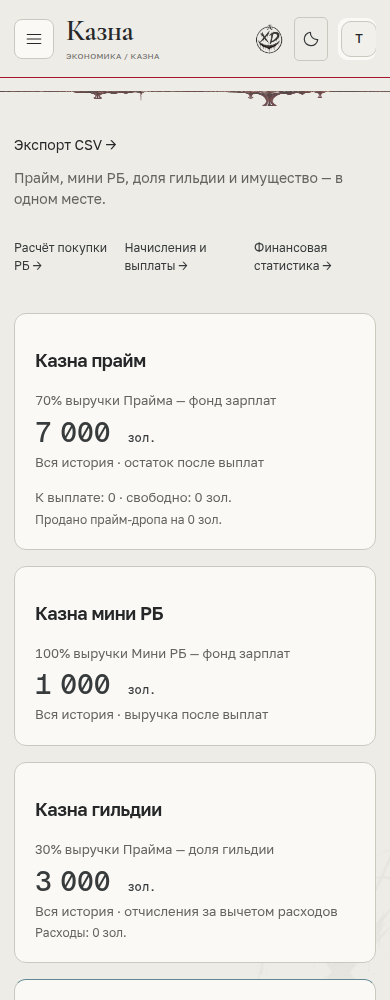 Казна
ЭКОНОМИКА / КАЗНА
XD
T
Экспорт CSV →
Прайм, мини РБ, доля гильдии и имущество — в
одном месте.
Расчёт покупки
РБ →
Начисления и
выплаты →
Финансовая
статистика →
Казна прайм
70% выручки Прайма — фонд зарплат
7 000 зол.
Вся история · остаток после выплат
К выплате: 0 · свободно: 0 зол.
Продано прайм-дропа на 0 зол.
Казна мини РБ
100% выручки Мини РБ — фонд зарплат
1 000 зол.
Вся история · выручка после выплат
Казна гильдии
30% выручки Прайма — доля гильдии
3 000 зол.
Вся история · отчисления за вычетом расходов
Расходы: 0 зол.